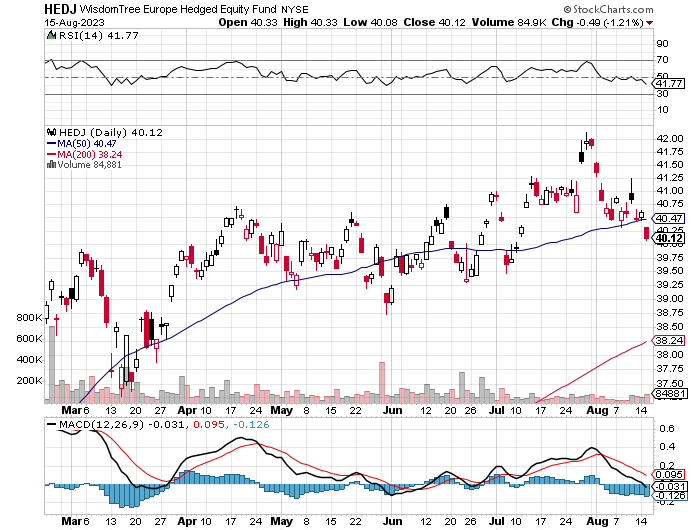 HEDJ WisdomTree Europe Hedged Equity Fund NYSE © StockCharts.com
15-Aug-2023 Open 40.33 High 40.33 Low 40.08 Close 40.12 Volume 84.9K Chg -0.49 (-1.21%)
RSI(14) 41.77
90
70
50
41.77
30
10
HEDJ (Daily) 40.12
MA(50) 40.47
MA(200) 38.24
Volume 84,881
42.00
41.75
41.50
41.25
41.00
40.75
40.47
40.25
40.12
39.75
39.50
39.25
39.00
38.75
38.50
38.24
38.00
37.75
37.50
84881
800K
600K
400K
200K
Mar 6 13 20 27 Apr 10 17 24 May 8 15 22 Jun 12 20 26 Jul 10 17 24 Aug 7 14
MACD(12,26,9) -0.031, 0.095, -0.126
0.6
0.4
0.2
0.095
-0.031
-0.126
-0.2
Mar 6 13 20 27 Apr 10 17 24 May 8 15 22 Jun 12 20 26 Jul 10 17 24 Aug 7 14